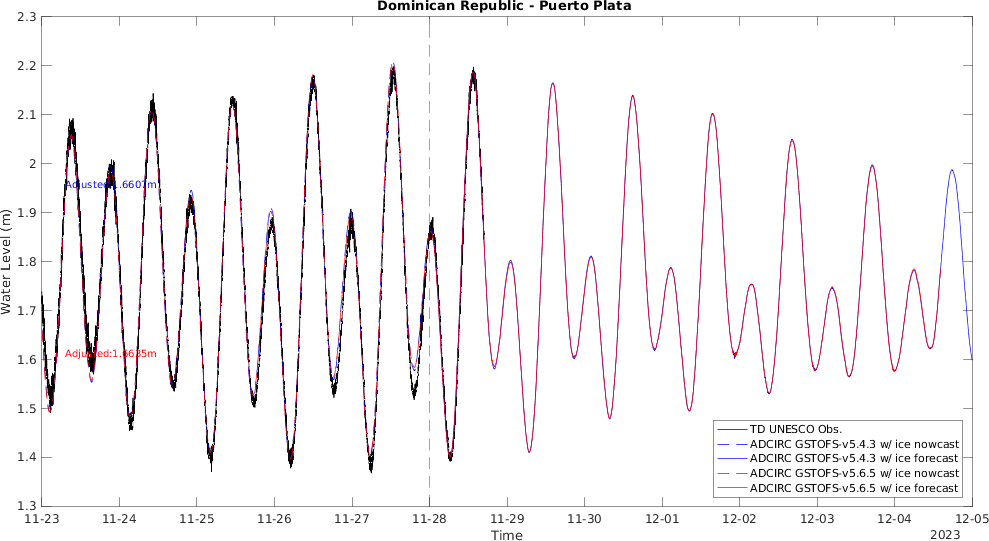 Dominican Republic - Puerto Plata
Water Level (m)
2.3
2.2
2.1
2
1.9
1.8
1.7
1.6
1.5
1.4
1.3
Adjusted:1.6607m
Adjusted:1.6635m
TD UNESCO Obs.
ADCIRC GSTOFS-v5.4.3 w/ ice nowcast
ADCIRC GSTOFS-v5.4.3 w/ ice forecast
ADCIRC GSTOFS-v5.6.5 w/ ice nowcast
ADCIRC GSTOFS-v5.6.5 w/ ice forecast
11-23 11-24 11-25 11-26 11-27 11-28 11-29 11-30 12-01 12-02 12-03 12-04 12-05
Time
2023